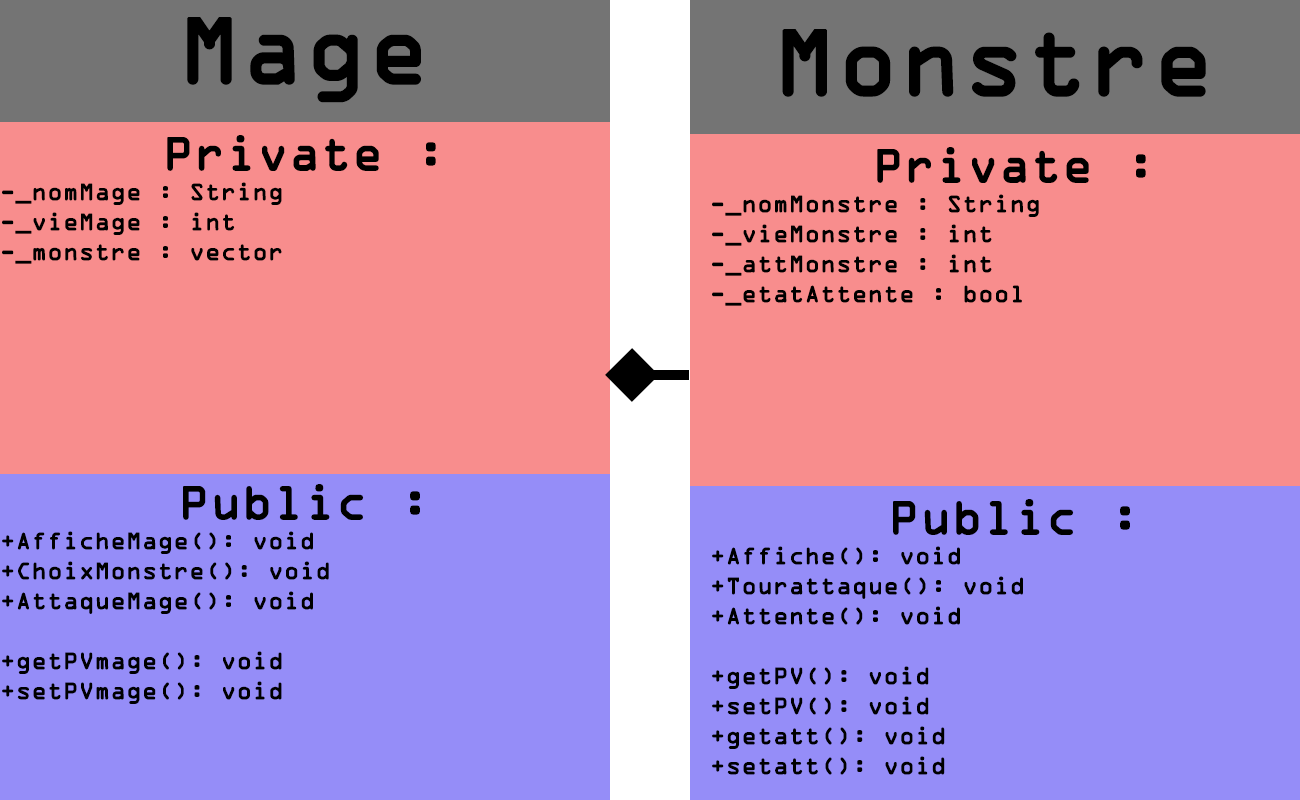 Mage
Private :
-_nomMage : String
-_vieMage : int
-_monstre : vector
Public :
+AfficheMage(): void
+ChoixMonstre(): void
+AttaqueMage(): void
+getPVmage(): void
+setPVmage(): void
Monstre
Private :
-_nomMonstre : String
-_vieMonstre : int
-_attMonstre : int
-_etatAttente : bool
Public :
+Affiche(): void
+Tourattaque(): void
+Attente(): void
+getPV(): void
+setPV(): void
+getatt(): void
+setatt(): void